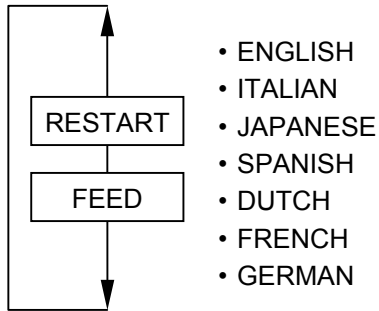 RESTART
FEED
• ENGLISH
• ITALIAN
• JAPANESE
• SPANISH
• DUTCH
• FRENCH
• GERMAN